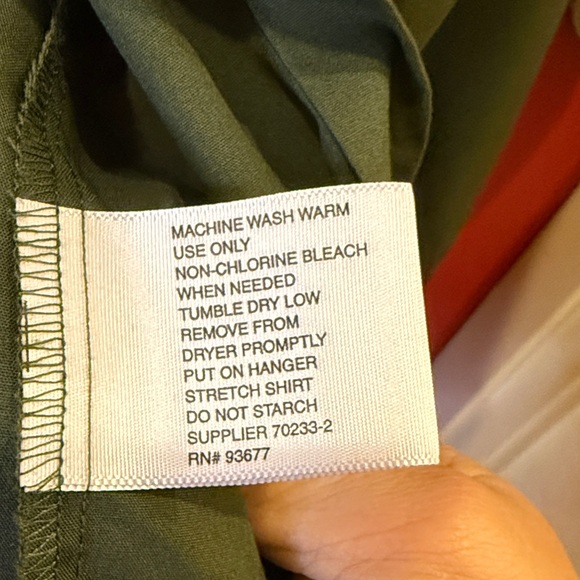 MACHINE WASH WARM
USE ONLY
NON-CHLORINE BLEACH
WHEN NEEDED
TUMBLE DRY LOW
REMOVE FROM
DRYER PROMPTLY
PUT ON HANGER
STRETCH SHIRT
DO NOT STARCH
SUPPLIER 70233-2
RN# 93677